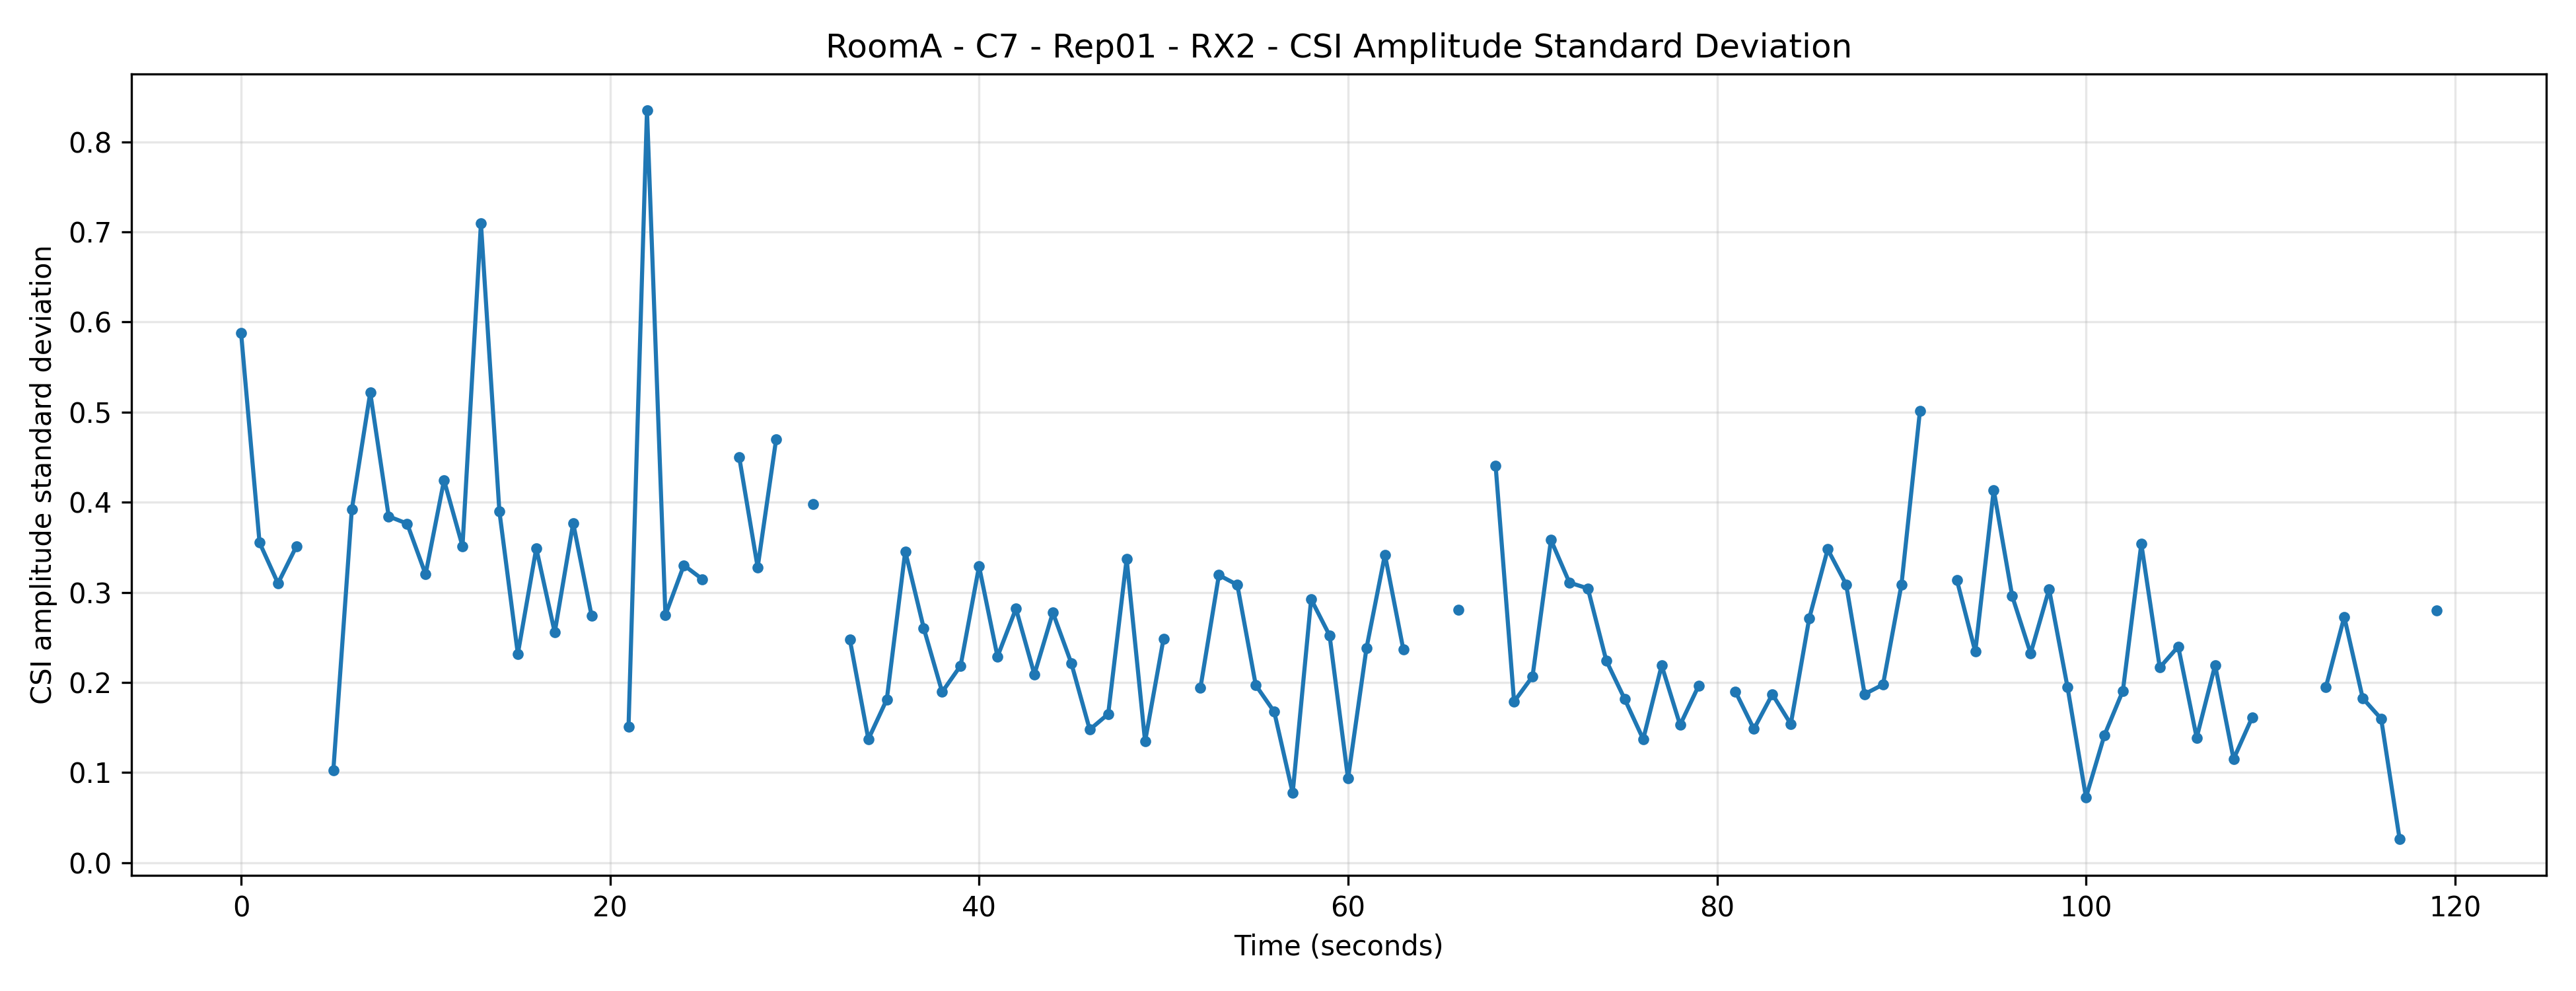 RoomA - C7 - Rep01 - RX2 - CSI Amplitude Standard Deviation
CSI amplitude standard deviation
0.8
0.7
0.6
0.5
0.4
0.3
0.2
0.1
0.0
0 20 40 60 80 100 120
Time (seconds)